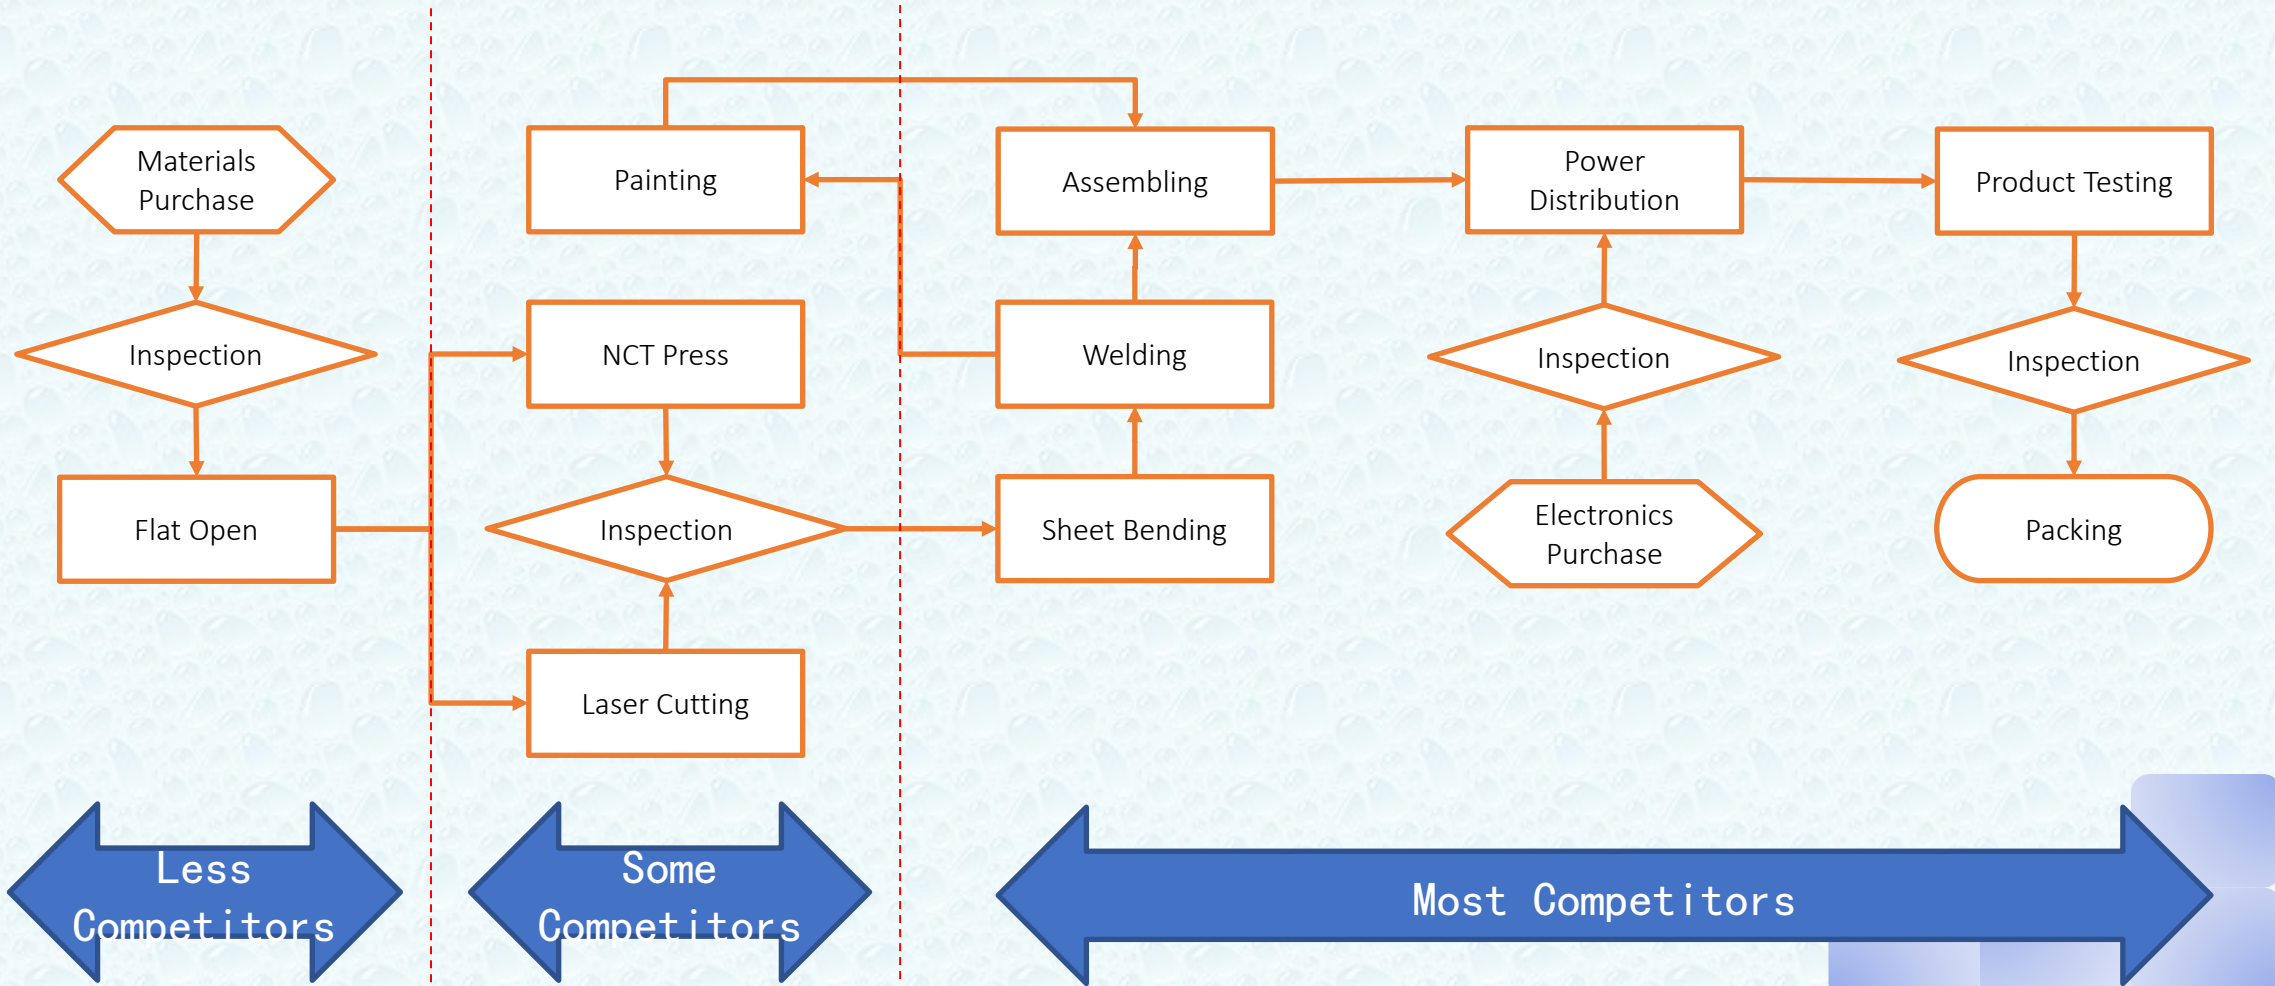 Materials
Purchase
Inspection
Flat Open
Painting
NCT Press
Inspection
Laser Cutting
Assembling
Welding
Sheet Bending
Power
Distribution
Inspection
Electronics
Purchase
Product Testing
Inspection
Packing
Less
Competitors
Some
Competitors
Most Competitors